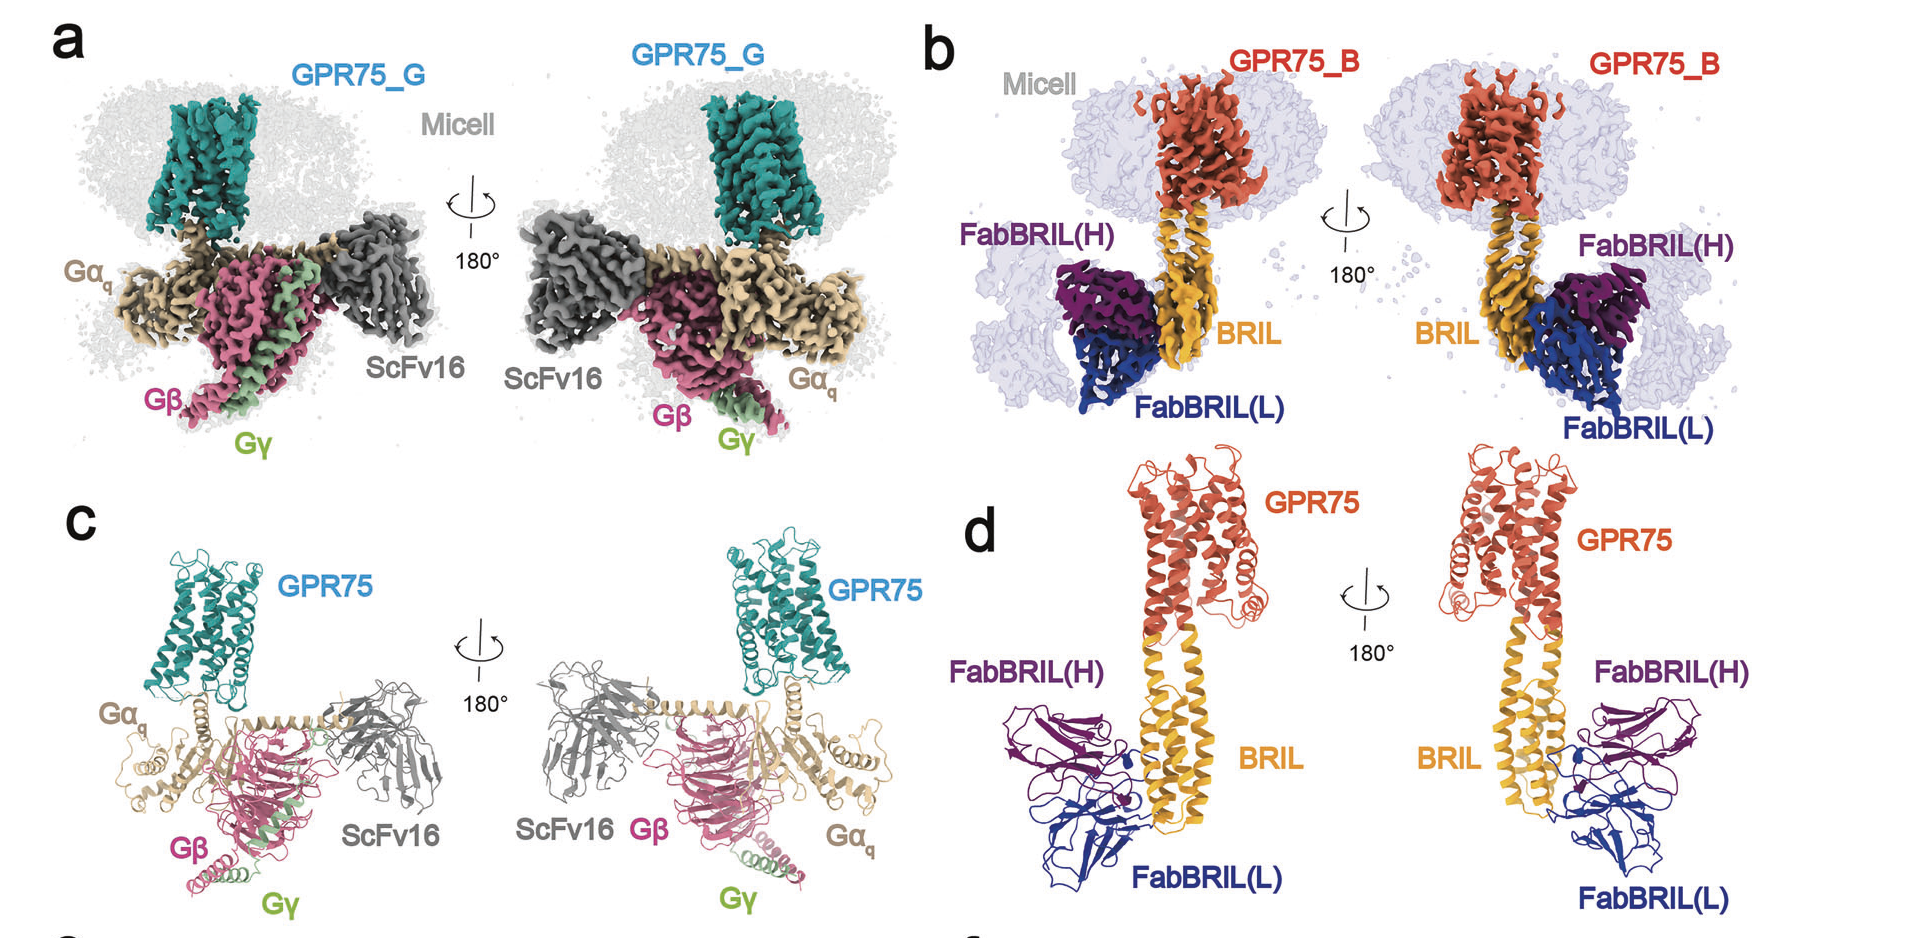 a
GPR75_G
GPR75_G
Micell
180°
Gαq
ScFv16
ScFv16
Gαq
Gβ
Gβ
Gγ
Gγ
b
GPR75_B
GPR75_B
Micell
FabBRIL(H)
FabBRIL(H)
180°
BRIL
BRIL
FabBRIL(L)
FabBRIL(L)
c
GPR75
GPR75
180°
Gαq
ScFv16
ScFv16
Gβ
Gβ
Gαq
Gγ
Gγ
d
GPR75
GPR75
180°
FabBRIL(H)
FabBRIL(H)
BRIL
BRIL
FabBRIL(L)
FabBRIL(L)